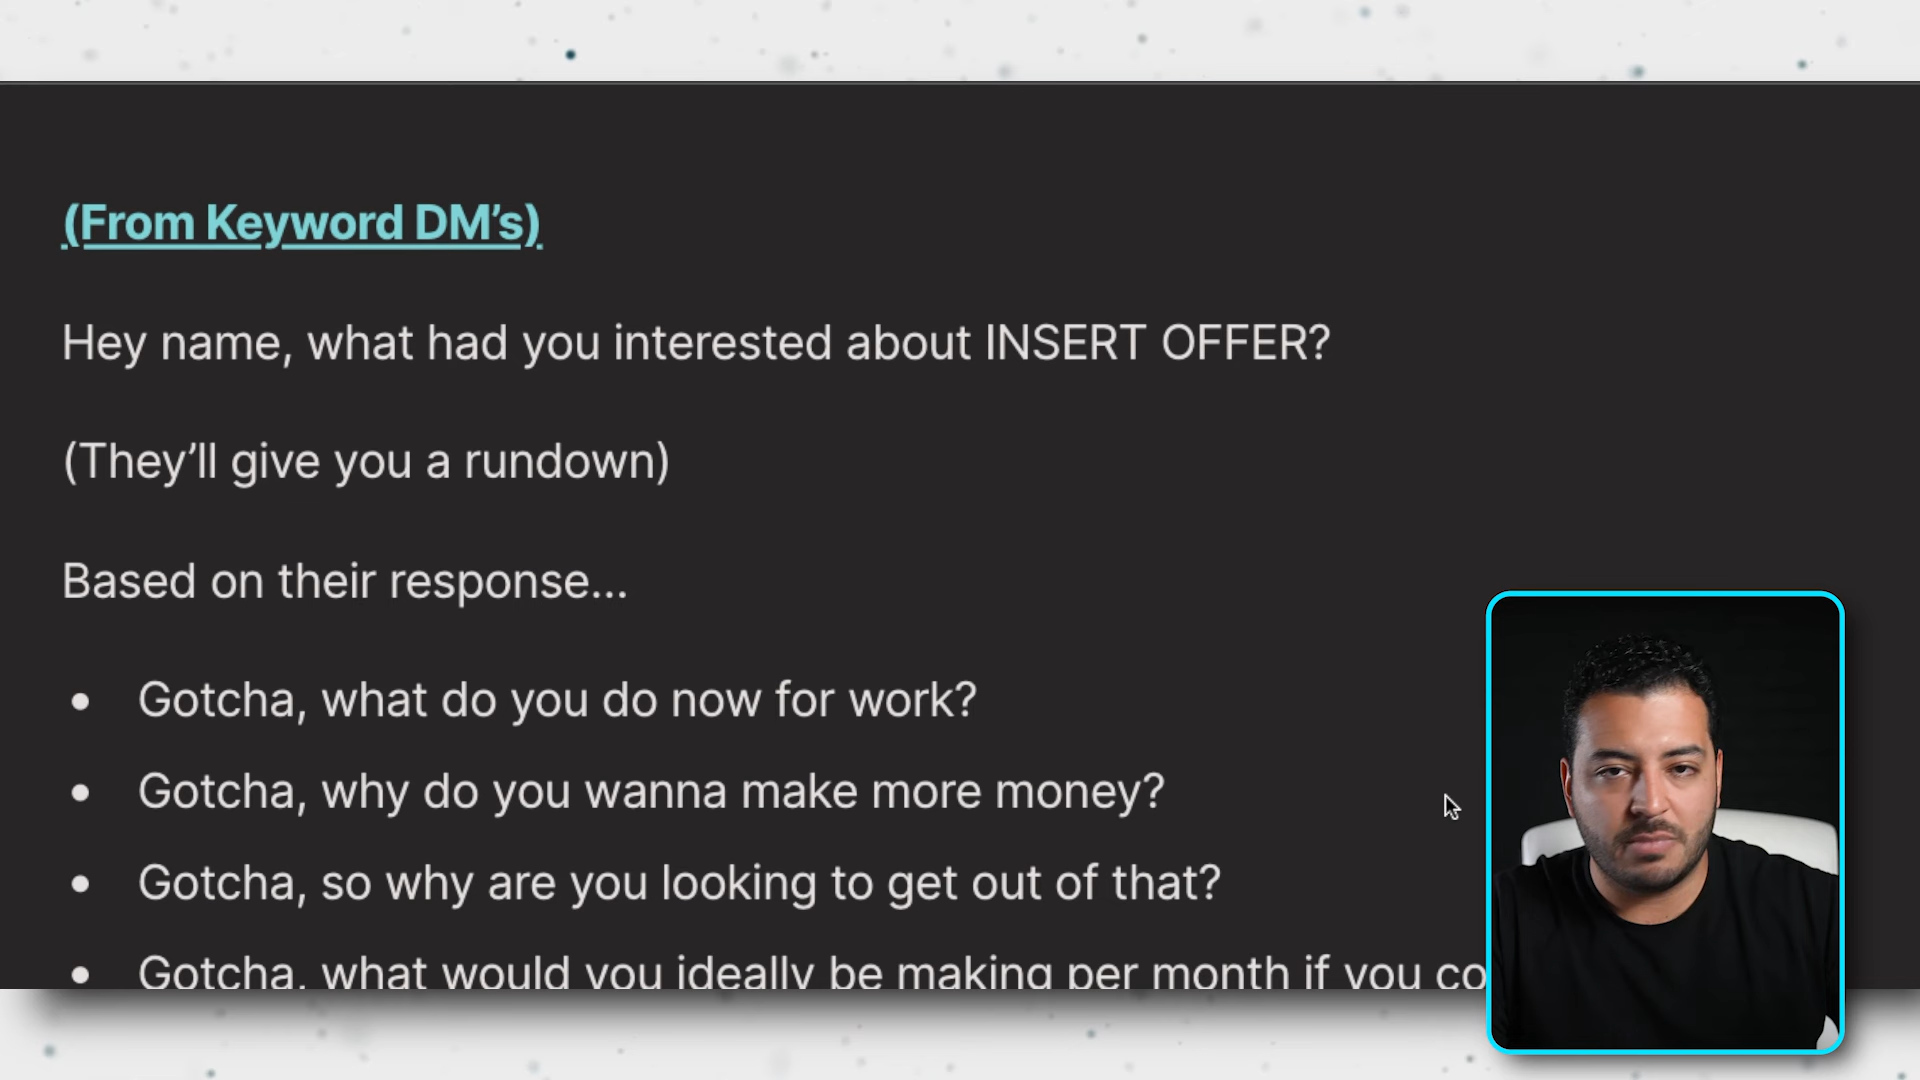 (From Keyword DM’s)
Hey name, what had you interested about INSERT OFFER?
(They’ll give you a rundown)
Based on their response...
• Gotcha, what do you do now for work?
• Gotcha, why do you wanna make more money?
• Gotcha, so why are you looking to get out of that?
• Gotcha, what would you ideally be making per month if you